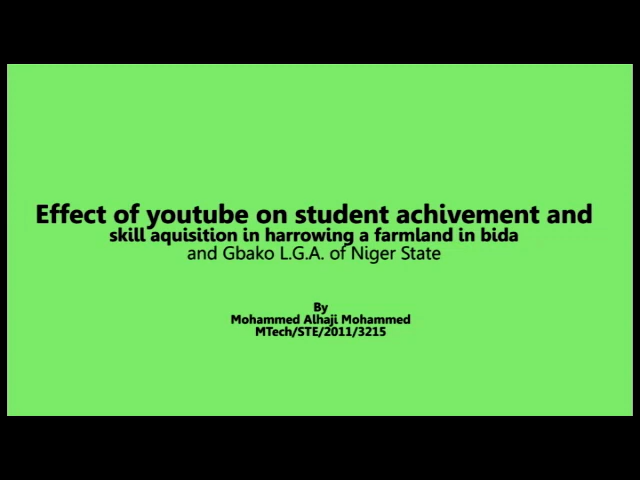 Effect of youtube on student achivement and
skill aquisition in harrowing a farmland in bida
and Gbako L.G.A. of Niger State
By
Mohammed Alhaji Mohammed
MTech/STE/2011/3215